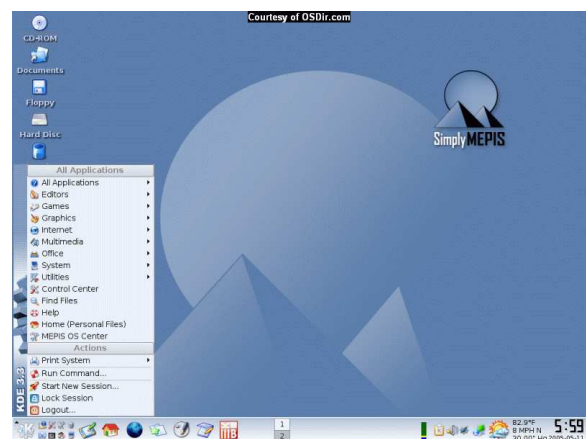 Courtesy of OSDir.com
CD-ROM
Documents
Floppy
Hard Disc
SimplyMEPIS
All Applications
All Applications
Editors
Games
Graphics
Internet
Multimedia
Office
System
Utilities
Control Center
Find Files
Help
Home (Personal Files)
MEPIS OS Center
Actions
Print System
Run Command...
Start New Session...
Lock Session
Logout...
KDE 3.3
1
2
82.9°F
8 MPH N
5:59